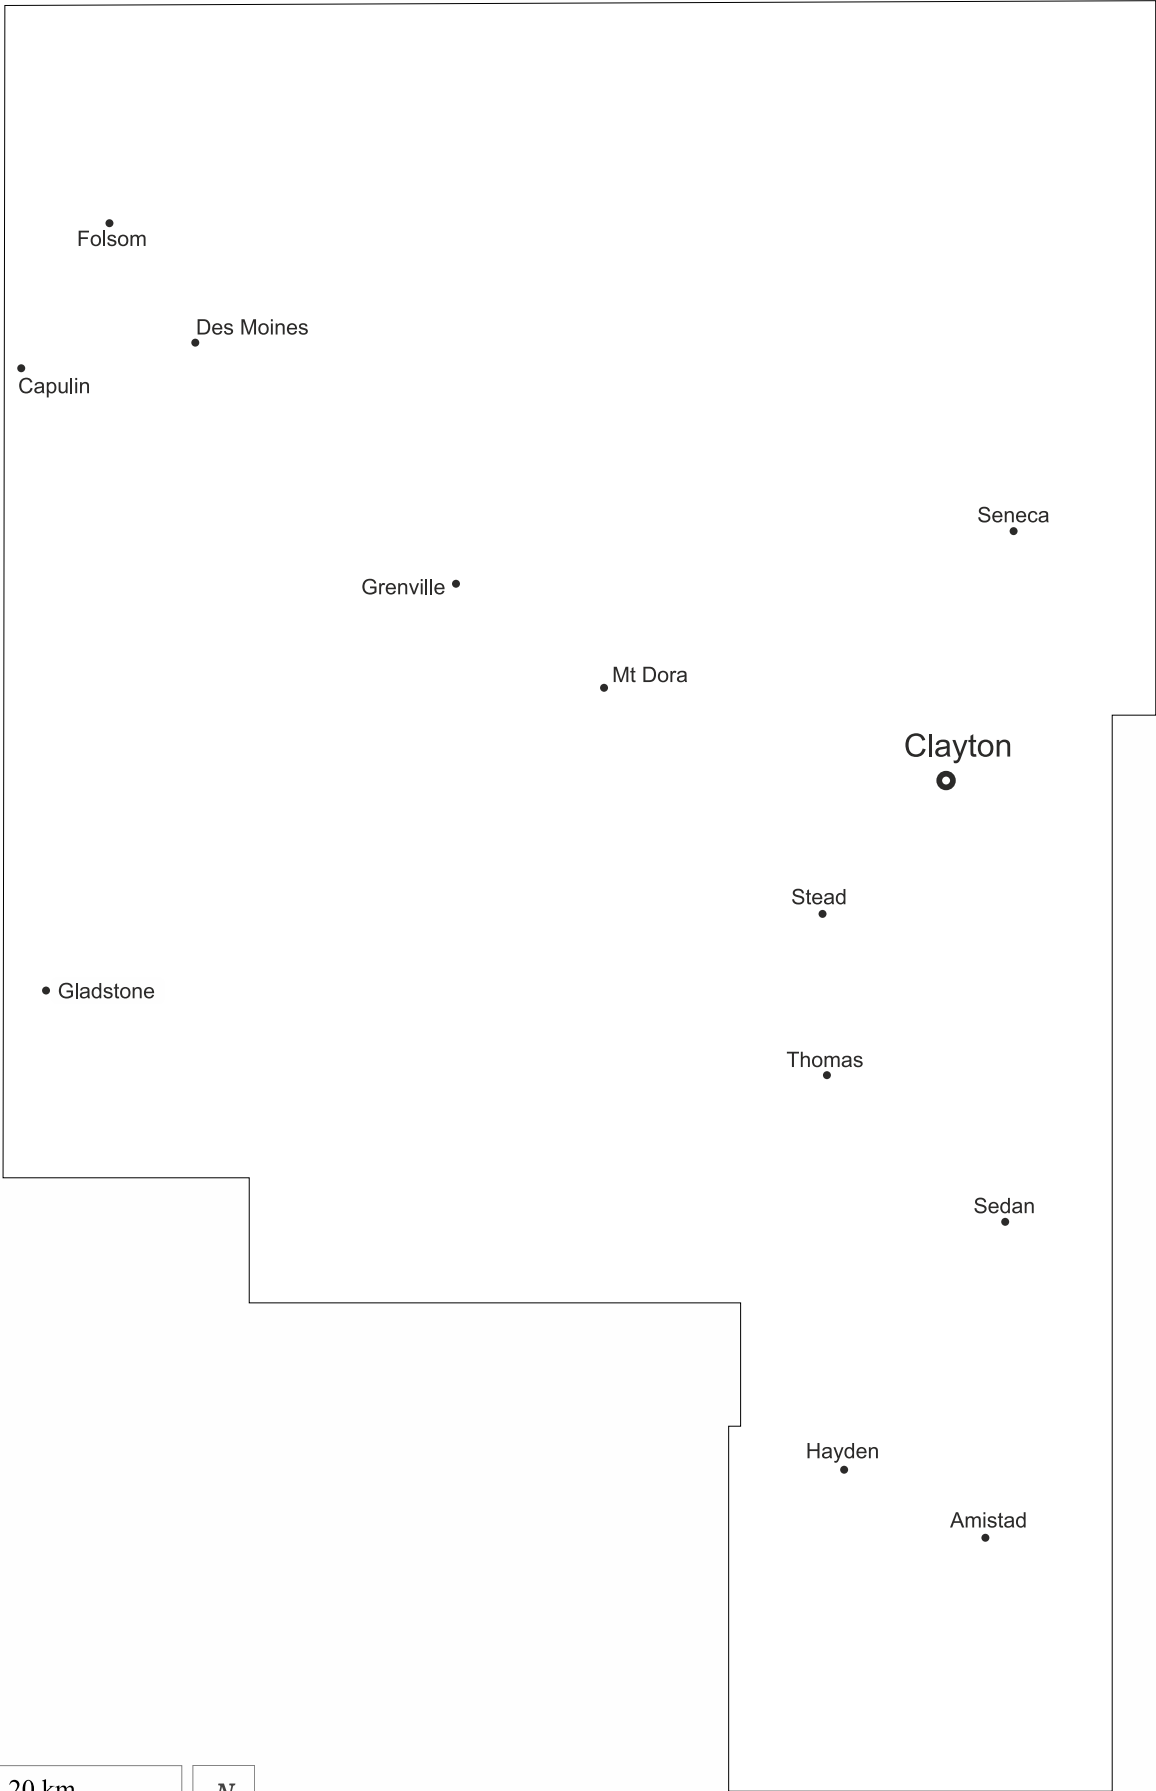 Folsom
Des Moines
Capulin
Seneca
Grenville
Mt Dora
Clayton
Stead
Gladstone
Thomas
Sedan
Hayden
Amistad
20 km
N